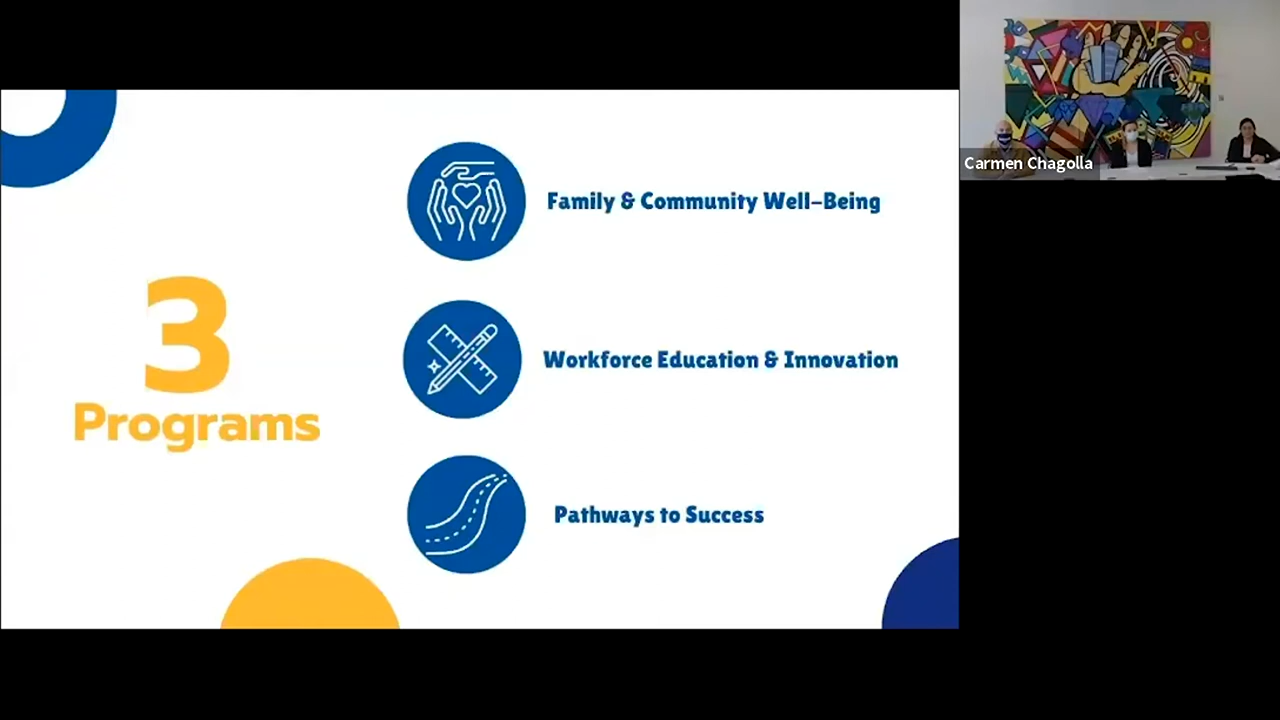 Carmen Chagolla
3
Programs
Family & Community Well-Being
Workforce Education & Innovation
Pathways to Success